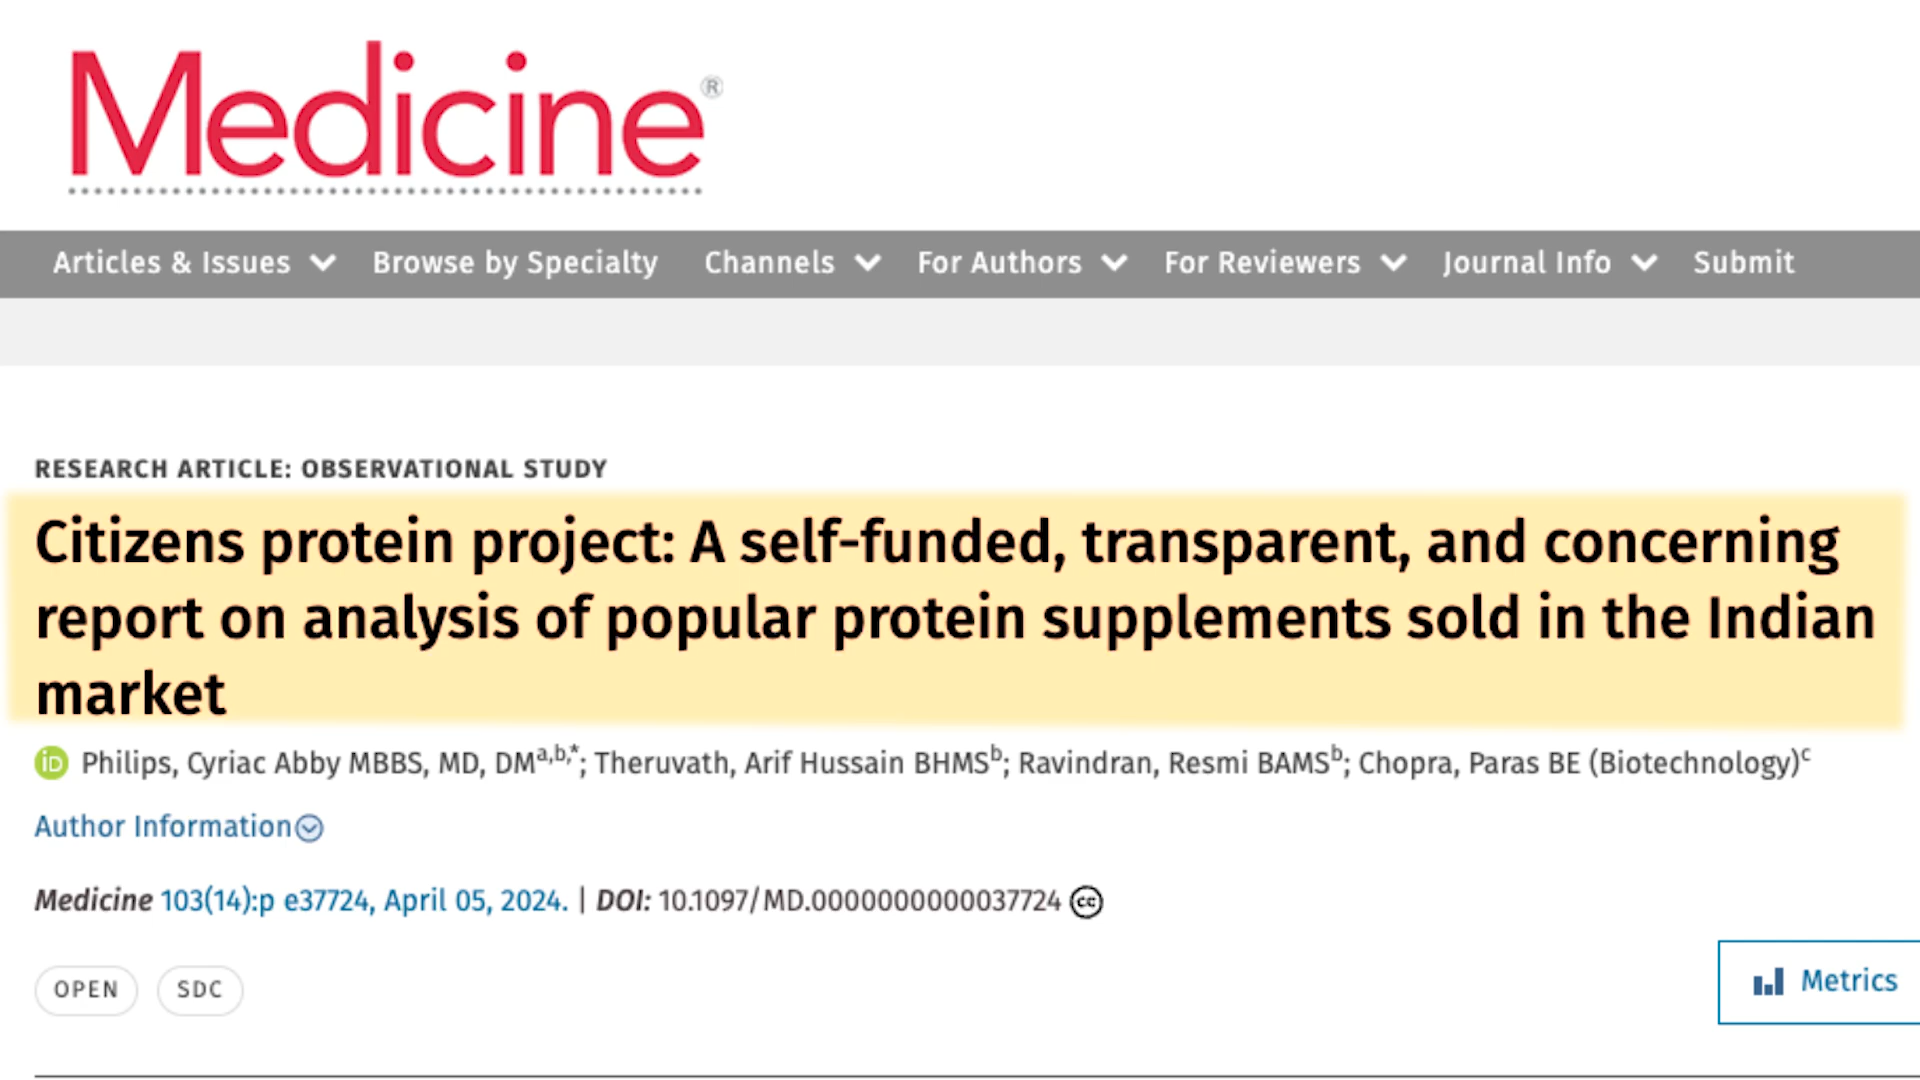 Medicine®
Articles & Issues Browse by Specialty Channels For Authors For Reviewers Journal Info Submit
RESEARCH ARTICLE: OBSERVATIONAL STUDY
Citizens protein project: A self-funded, transparent, and concerning
report on analysis of popular protein supplements sold in the Indian
market
iD Philips, Cyriac Abby MBBS, MD, DMa,b,*; Theruvath, Arif Hussain BHMSb; Ravindran, Resmi BAMSb; Chopra, Paras BE (Biotechnology)c
Author Information
Medicine 103(14):p e37724, April 05, 2024. | DOI: 10.1097/MD.0000000000037724 cc
OPEN SDC
Metrics